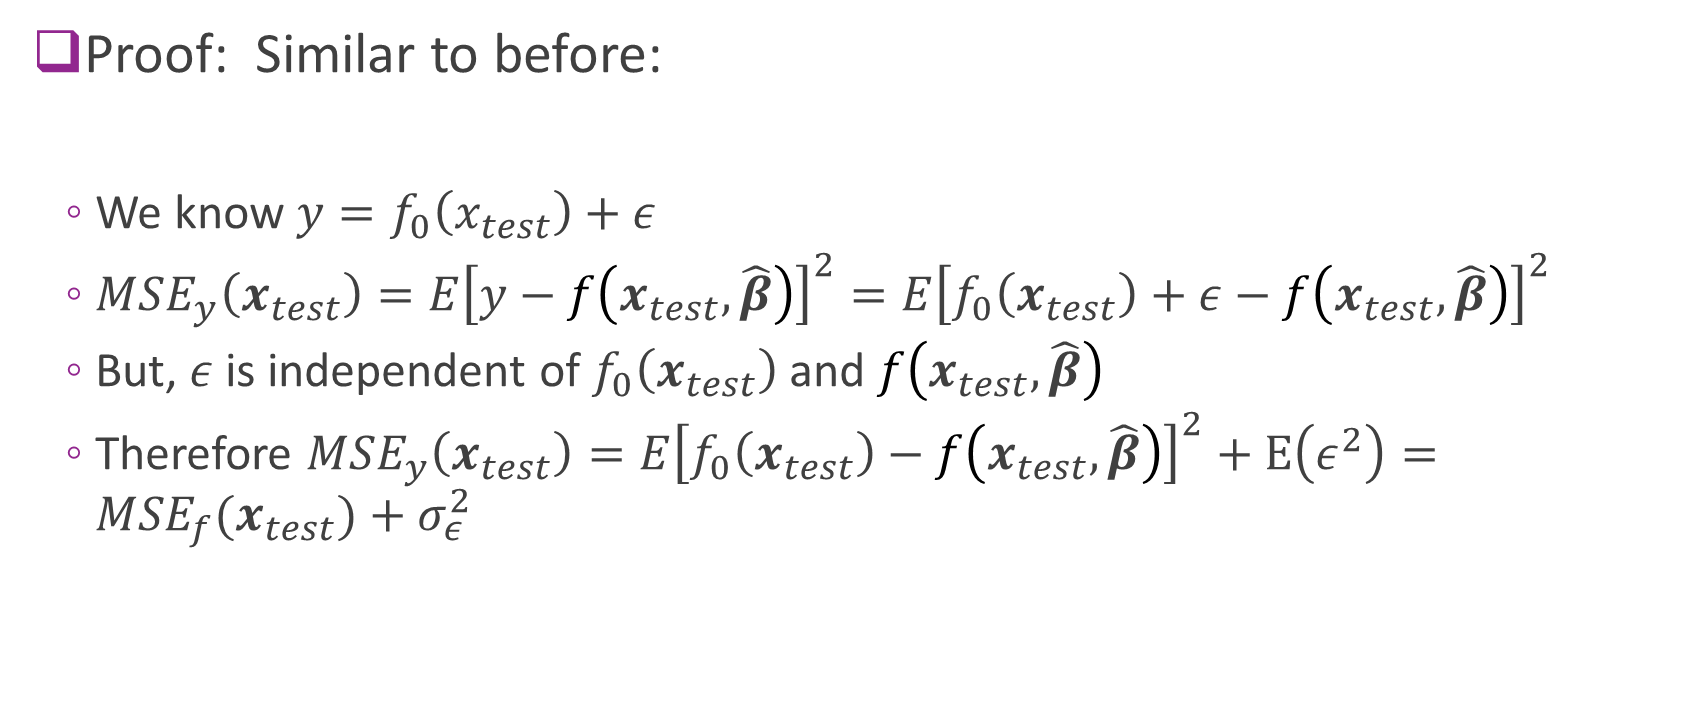 ❑Proof: Similar to before:
◦ We know y = f₀(x_test) + ϵ
◦ MSE_y(𝒙_test) = E[y − f(𝒙_test, 𝜷̂)]² = E[f₀(𝒙_test) + ϵ − f(𝒙_test, 𝜷̂)]²
◦ But, ϵ is independent of f₀(𝒙_test) and f(𝒙_test, 𝜷̂)
◦ Therefore MSE_y(𝒙_test) = E[f₀(𝒙_test) − f(𝒙_test, 𝜷̂)]² + E(ϵ²) =
MSE_f(𝒙_test) + σ_ϵ²